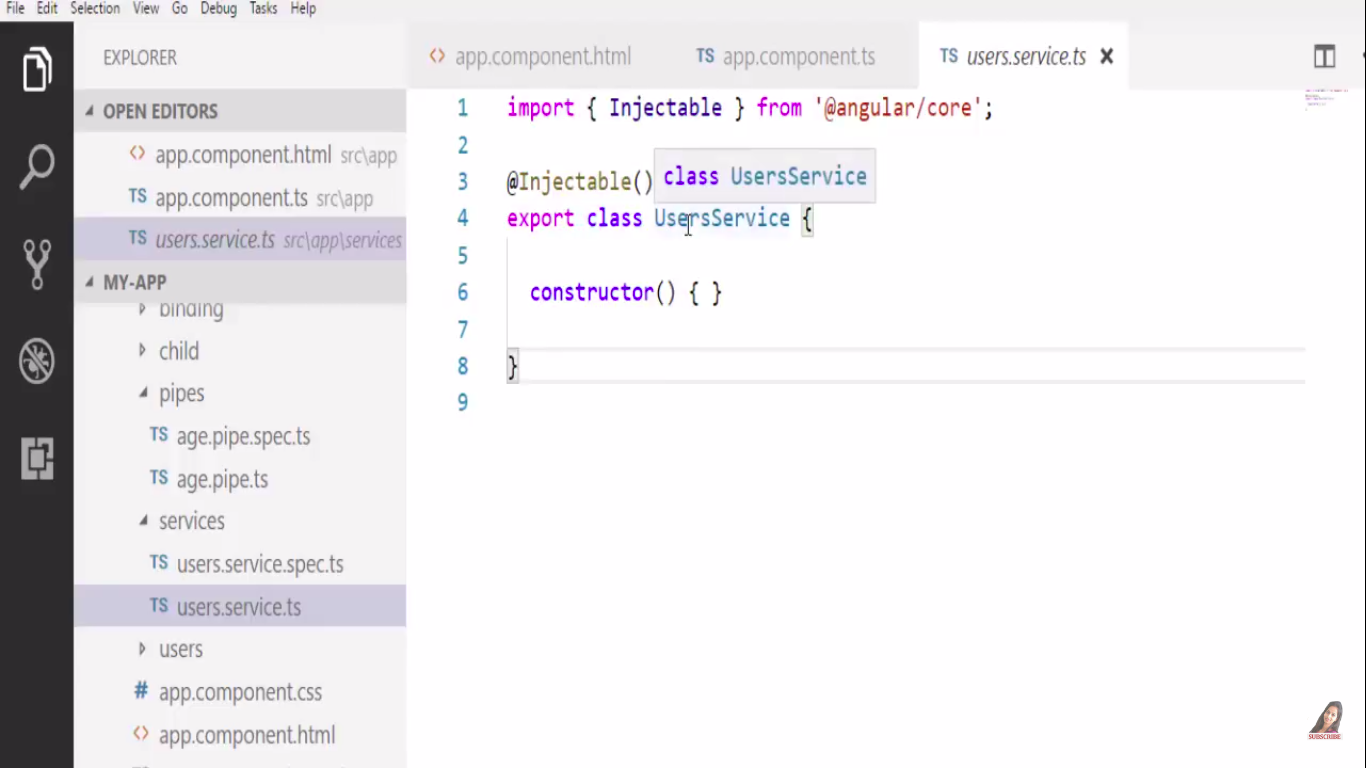 File Edit Selection View Go Debug Tasks Help
EXPLORER
OPEN EDITORS
app.component.html src\app
TS app.component.ts src\app
TS users.service.ts src\app\services
MY-APP
binding
child
pipes
TS age.pipe.spec.ts
TS age.pipe.ts
services
TS users.service.spec.ts
TS users.service.ts
users
# app.component.css
<> app.component.html
<> app.component.html
TS app.component.ts
TS users.service.ts
1 import { Injectable } from '@angular/core';
2
3 @Injectable()
class UsersService
4 export class UsersService {
5
6 constructor() { }
7
8 }
9
SUBSCRIBE